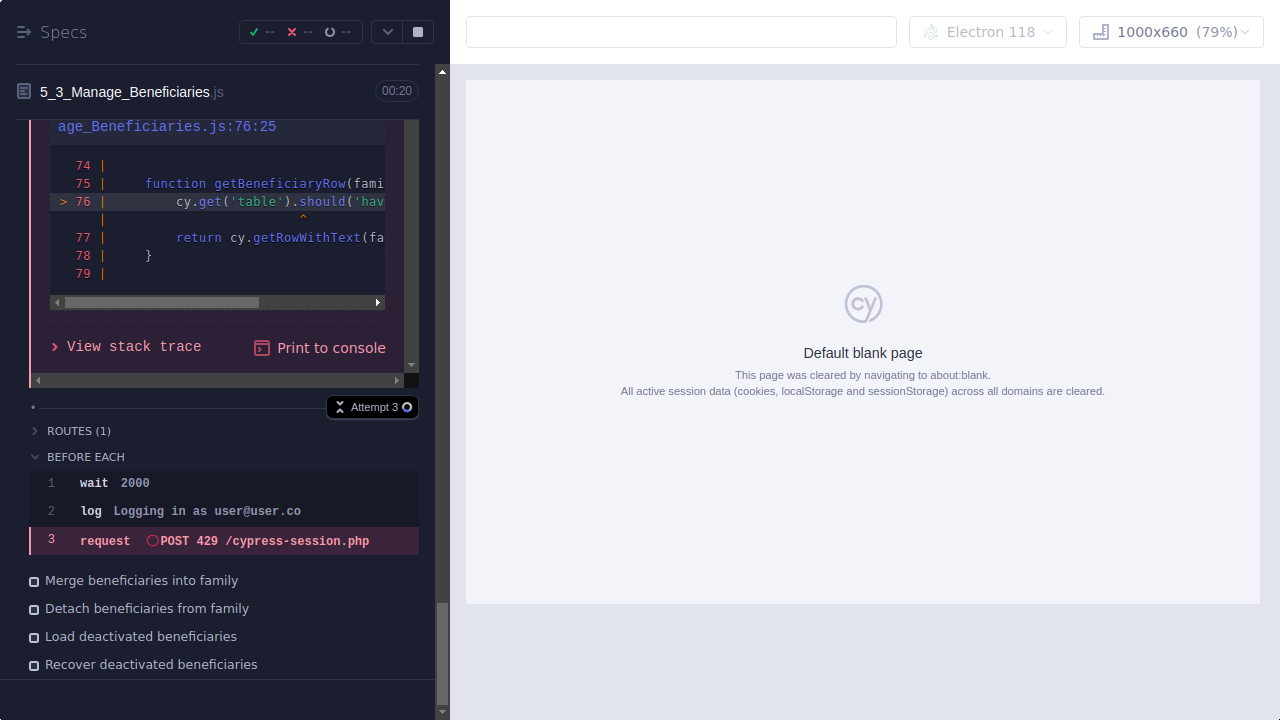 Specs
-- -- --
5_3_Manage_Beneficiaries.js
00:20
age_Beneficiaries.js:76:25
74 |
75 | function getBeneficiaryRow(fami
> 76 | cy.get('table').should('hav
| ^
77 | return cy.getRowWithText(fa
78 | }
79 |
View stack trace
Print to console
Attempt 3
ROUTES (1)
BEFORE EACH
1 wait 2000
2 log Logging in as user@user.co
3 request POST 429 /cypress-session.php
Merge beneficiaries into family
Detach beneficiaries from family
Load deactivated beneficiaries
Recover deactivated beneficiaries
Electron 118
1000x660 (79%)
cy
Default blank page
This page was cleared by navigating to about:blank.
All active session data (cookies, localStorage and sessionStorage) across all domains are cleared.